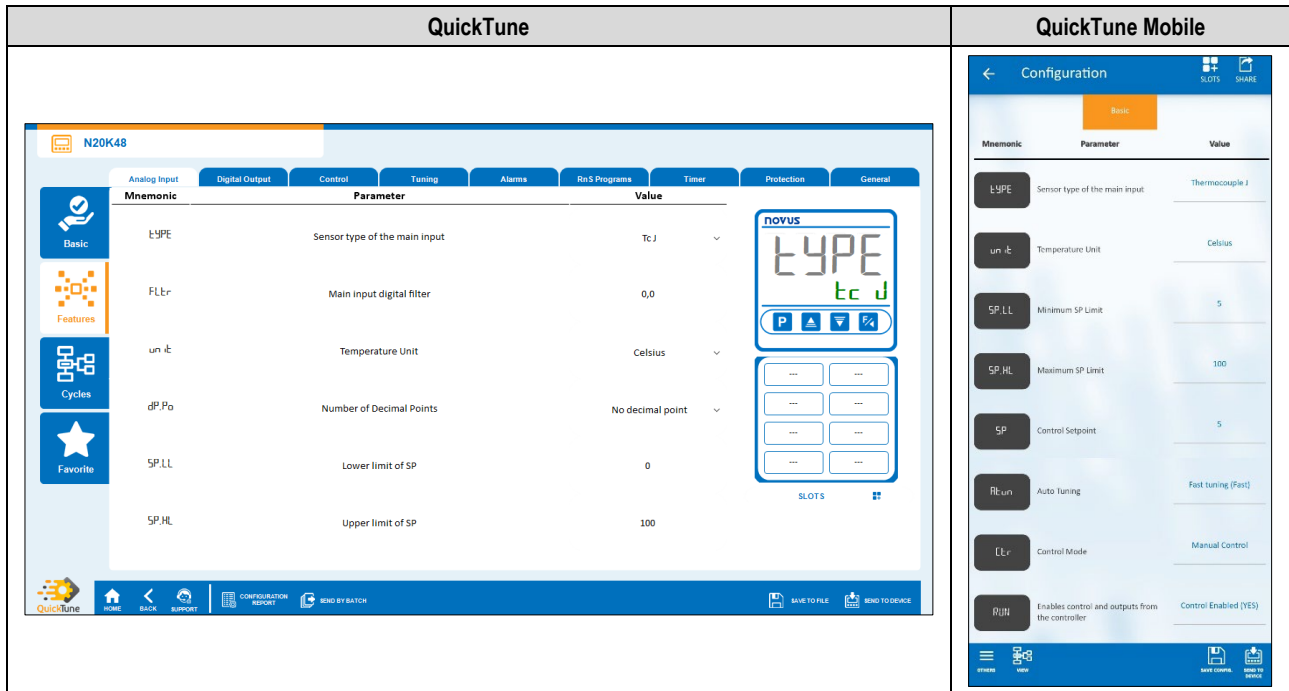 QuickTune
QuickTune Mobile
N20K48
Analog Input Digital Output Control Tuning Alarms RnS Programs Timer Protection General
Mnemonic Parameter Value
Basic
Features
Cycles
Favorite
tYPE Sensor type of the main input Tc J
FLtr Main input digital filter 0,0
unit Temperature Unit Celsius
dP.Po Number of Decimal Points No decimal point
SP.LL Lower limit of SP 0
SP.HL Upper limit of SP 100
novus
tYPE
tc J
P F/
--- ---
--- ---
--- ---
--- ---
SLOTS
QuickTune
HOME BACK SUPPORT CONFIGURATION REPORT SEND BY BATCH SAVE TO FILE SEND TO DEVICE
Configuration SLOTS SHARE
Basic
Mnemonic Parameter Value
tYPE Sensor type of the main input Thermocouple J
unit Temperature Unit Celsius
SP.LL Minimum SP Limit 5
SP.HL Maximum SP Limit 100
SP Control Setpoint 5
Atun Auto Tuning Fast tuning (Fast)
Ctr Control Mode Manual Control
RUN Enables control and outputs from Control Enabled (YES)
the controller
OTHERS VIEW SAVE CONFIG. SEND TO
DEVICE